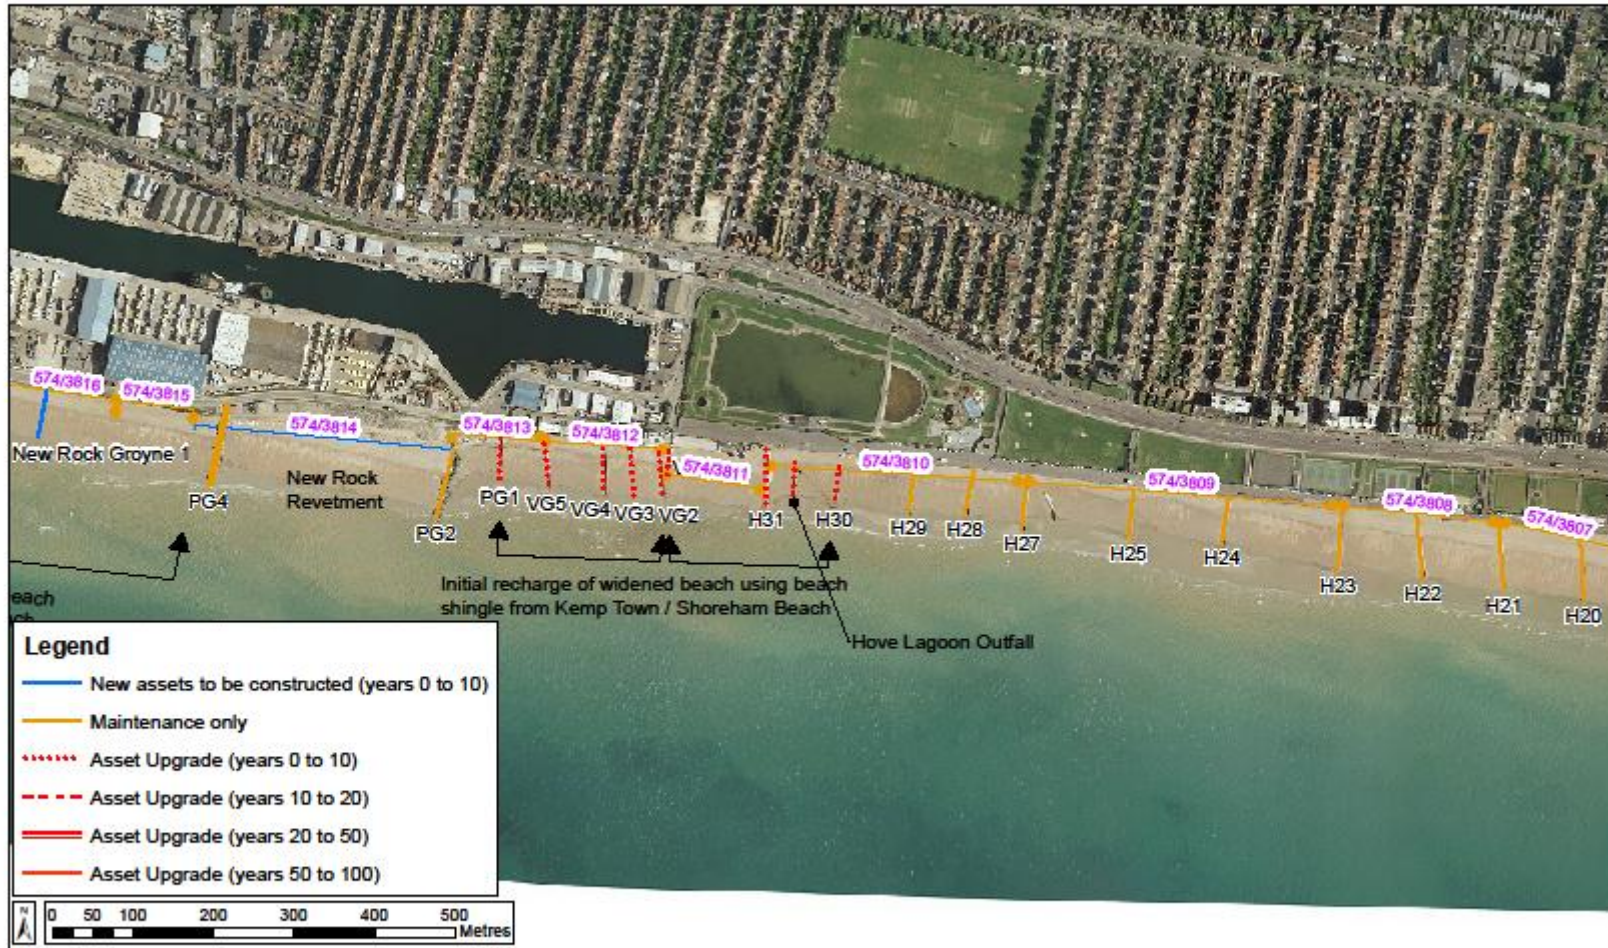 574/3816
574/3815
574/3814
574/3813
574/3812
574/3811
574/3810
574/3809
574/3808
574/3807
New Rock Groyne 1
PG4
New Rock
Revetment
PG2
PG1
VG5
VG4
VG3
VG2
H31
H30
H29
H28
H27
H25
H24
H23
H22
H21
H20
Initial recharge of widened beach using beach
shingle from Kemp Town / Shoreham Beach
Hove Lagoon Outfall
each
Legend
New assets to be constructed (years 0 to 10)
Maintenance only
Asset Upgrade (years 0 to 10)
Asset Upgrade (years 10 to 20)
Asset Upgrade (years 20 to 50)
Asset Upgrade (years 50 to 100)
N
0 50 100 200 300 400 500
Metres